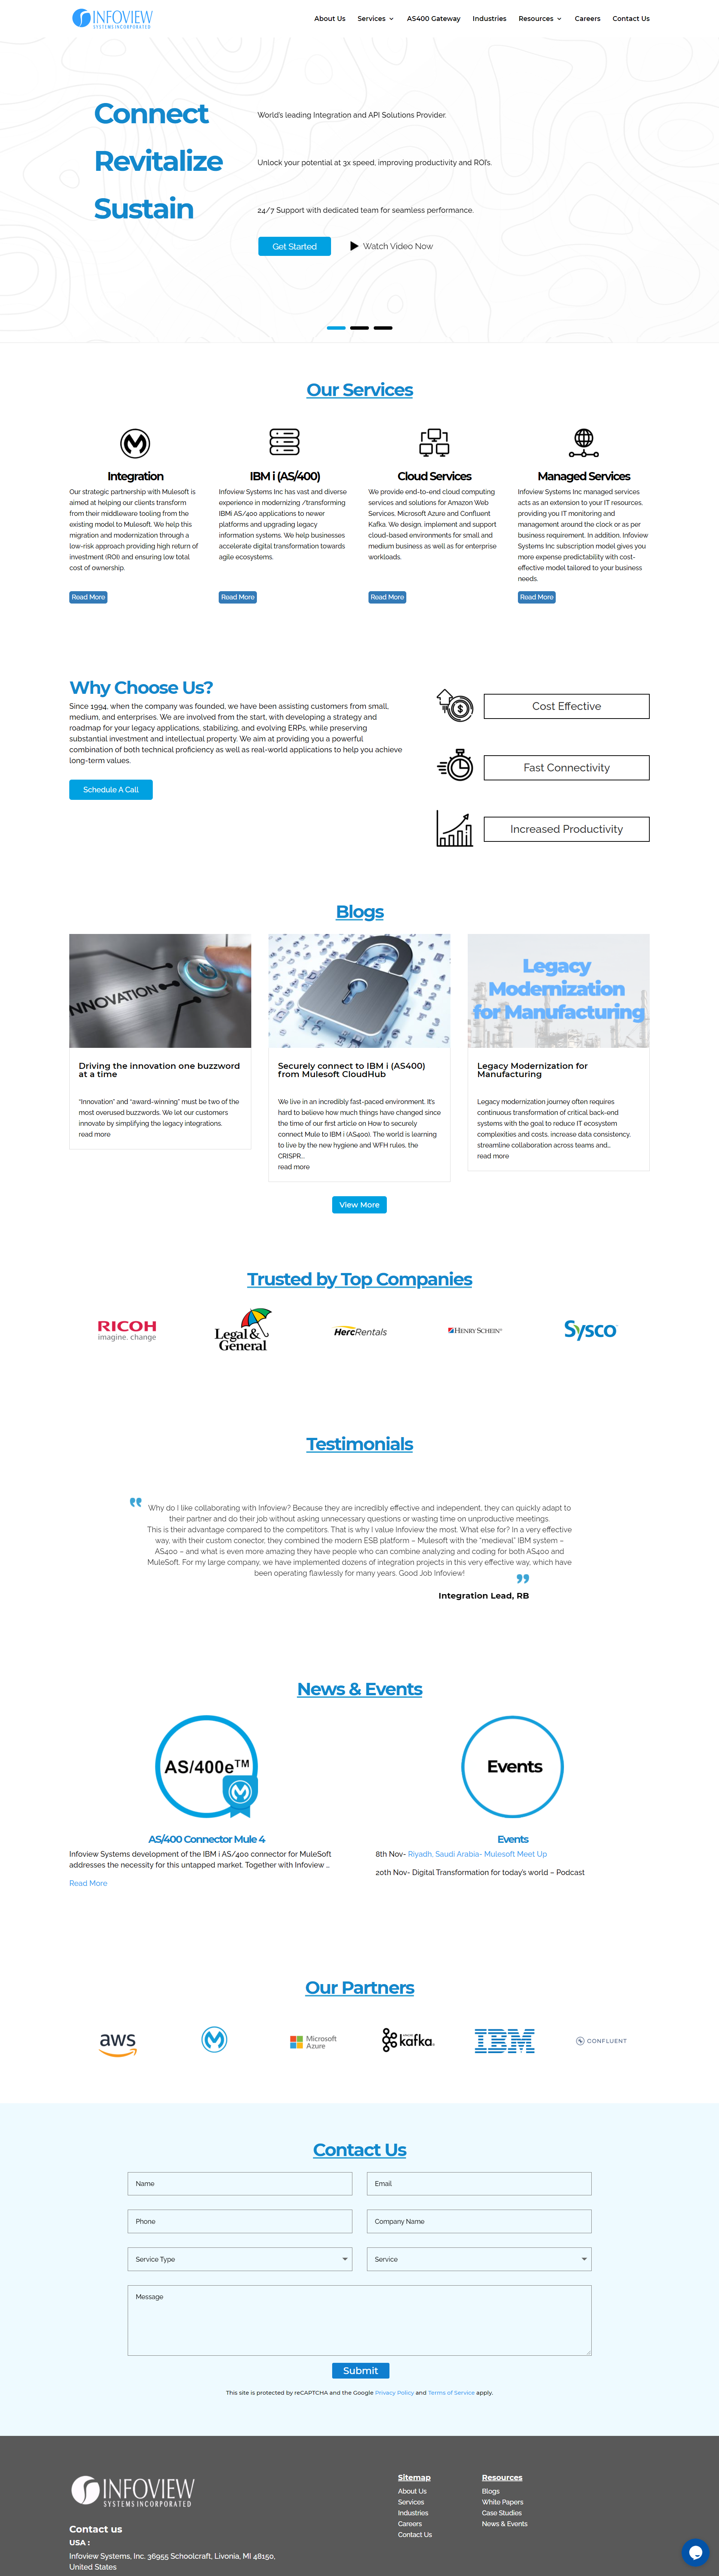 INFOVIEW
SYSTEMS INCORPORATED
About Us Services AS400 Gateway Industries Resources Careers Contact Us
Connect
World's leading Integration and API Solutions Provider.
Revitalize
Unlock your potential at 3x speed, improving productivity and ROI's.
Sustain
24/7 Support with dedicated team for seamless performance.
Get Started
Watch Video Now
Our Services
Integration
Our strategic partnership with Mulesoft is
aimed at helping our clients transform
from their middleware tooling from the
existing model to Mulesoft. We help this
migration and modernization through a
low-risk approach providing high return of
investment (ROI) and ensuring low total
cost of ownership.
Read More
IBM i (AS/400)
Infoview Systems Inc has vast and diverse
experience in modernizing /transforming
IBMi AS/400 applications to newer
platforms and upgrading legacy
information systems. We help businesses
accelerate digital transformation towards
agile ecosystems.
Read More
Cloud Services
We provide end-to-end cloud computing
services and solutions for Amazon Web
Services, Microsoft Azure and Confluent
Kafka. We design, implement and support
cloud-based environments for small and
medium business as well as for enterprise
workloads.
Read More
Managed Services
Infoview Systems Inc managed services
acts as an extension to your IT resources,
providing you IT monitoring and
management around the clock or as per
business requirement. In addition, Infoview
Systems Inc subscription model gives you
more expense predictability with cost-
effective model tailored to your business
needs.
Read More
Why Choose Us?
Since 1994, when the company was founded, we have been assisting customers from small,
medium, and enterprises. We are involved from the start, with developing a strategy and
roadmap for your legacy applications, stabilizing, and evolving ERPs, while preserving
substantial investment and intellectual property. We aim at providing you a powerful
combination of both technical proficiency as well as real-world applications to help you achieve
long-term values.
Schedule A Call
Cost Effective
Fast Connectivity
Increased Productivity
Blogs
INNOVATION
Driving the innovation one buzzword
at a time
"Innovation" and "award-winning" must be two of the
most overused buzzwords. We let our customers
innovate by simplifying the legacy integrations.
read more
Securely connect to IBM i (AS400)
from Mulesoft CloudHub
We live in an incredibly fast-paced environment. It's
hard to believe how much things have changed since
the time of our first article on How to securely
connect Mule to IBM i (AS400). The world is learning
to live by the new hygiene and WFH rules, the
CRISPR...
read more
Legacy
Modernization
for Manufacturing
Legacy Modernization for
Manufacturing
Legacy modernization journey often requires
continuous transformation of critical back-end
systems with the goal to reduce IT ecosystem
complexities and costs, increase data consistency,
streamline collaboration across teams and...
read more
View More
Trusted by Top Companies
RICOH
imagine. change
Legal &
General
HercRentals
HENRY SCHEIN®
Sysco
Testimonials
Why do I like collaborating with Infoview? Because they are incredibly effective and independent, they can quickly adapt to
their partner and do their job without asking unnecessary questions or wasting time on unproductive meetings.
This is their advantage compared to the competitors. That is why I value Infoview the most. What else for? In a very effective
way, with their custom conector, they combined the modern ESB platform – Mulesoft with the "medieval" IBM system –
AS400 – and what is even more amazing they have people who can combine analyzing and coding for both AS400 and
MuleSoft. For my large company, we have implemented dozens of integration projects in this very effective way, which have
been operating flawlessly for many years. Good Job Infoview!
Integration Lead, RB
News & Events
AS/400e™
AS/400 Connector Mule 4
Infoview Systems development of the IBM i AS/400 connector for MuleSoft
addresses the necessity for this untapped market. Together with Infoview ...
Read More
Events
Events
8th Nov- Riyadh, Saudi Arabia- Mulesoft Meet Up
20th Nov- Digital Transformation for today's world – Podcast
Our Partners
aws
Microsoft
Azure
kafka
IBM
CONFLUENT
Contact Us
Name
Email
Phone
Company Name
Service Type
Service
Message
Submit
This site is protected by reCAPTCHA and the Google Privacy Policy and Terms of Service apply.
INFOVIEW
SYSTEMS INCORPORATED
Contact us
USA :
Infoview Systems, Inc. 36955 Schoolcraft, Livonia, MI 48150,
United States
Sitemap
About Us
Services
Industries
Careers
Contact Us
Resources
Blogs
White Papers
Case Studies
News & Events